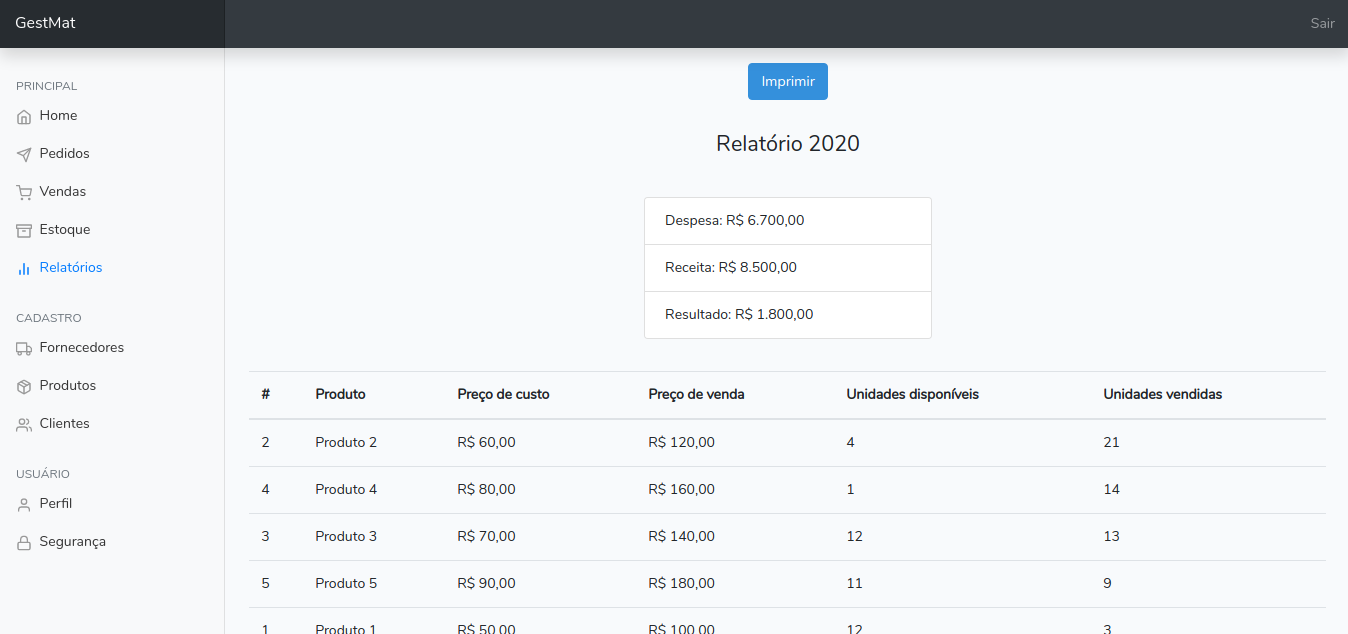 GestMat
Sair
PRINCIPAL
Home
Pedidos
Vendas
Estoque
Relatórios
CADASTRO
Fornecedores
Produtos
Clientes
USUÁRIO
Perfil
Segurança
Imprimir
Relatório 2020
Despesa: R$ 6.700,00
Receita: R$ 8.500,00
Resultado: R$ 1.800,00
# Produto Preço de custo Preço de venda Unidades disponíveis Unidades vendidas
2 Produto 2 R$ 60,00 R$ 120,00 4 21
4 Produto 4 R$ 80,00 R$ 160,00 1 14
3 Produto 3 R$ 70,00 R$ 140,00 12 13
5 Produto 5 R$ 90,00 R$ 180,00 11 9
1 Produto 1 R$ 50,00 R$ 100,00 12 3